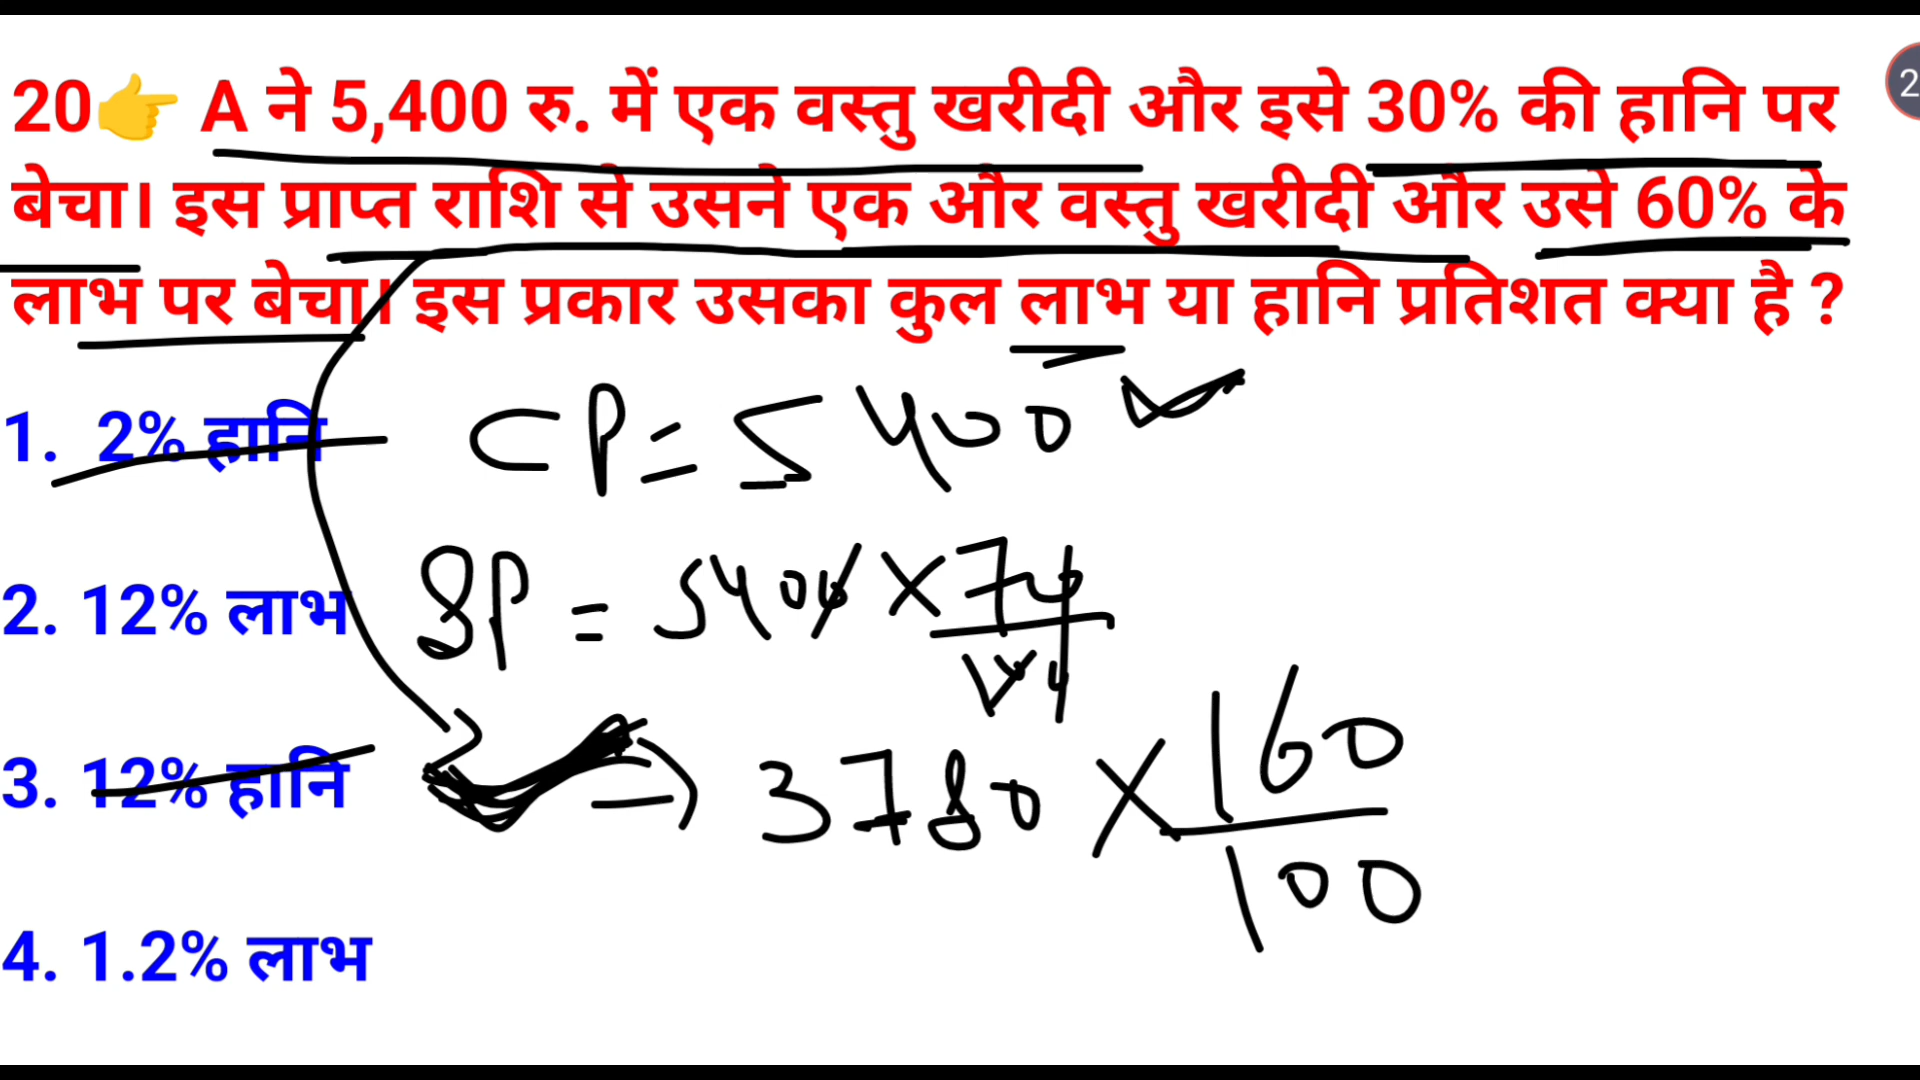 20👉 A ने 5,400 रु. में एक वस्तु खरीदी और इसे 30% की हानि पर
बेचा। इस प्राप्त राशि से उसने एक और वस्तु खरीदी और उसे 60% के
लाभ पर बेचा। इस प्रकार उसका कुल लाभ या हानि प्रतिशत क्या है ?
1. 2% हानि
CP = 5400
2. 12% लाभ
SP = 5400 × 70/100
3. 12% हानि
⇒ 3780 × 160/100
4. 1.2% लाभ
2